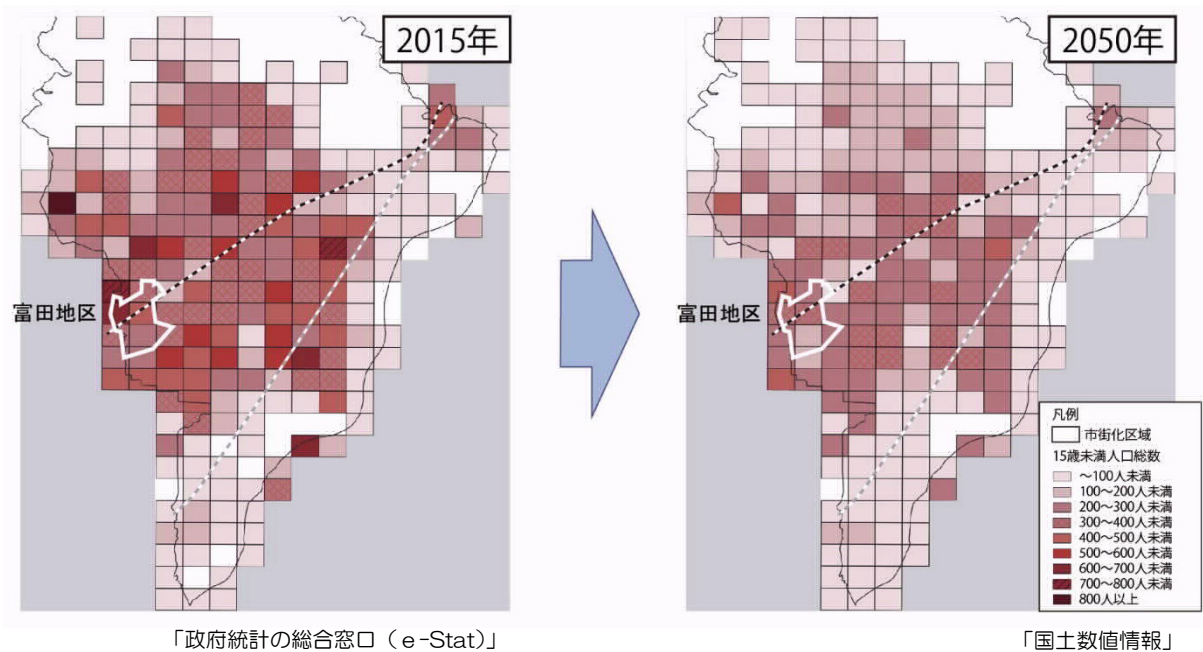 2015年
2050年
富田地区
富田地区
凡例
市街化区域
15歳未満人口総数
～100人未満
100～200人未満
200～300人未満
300～400人未満
400～500人未満
500～600人未満
600～700人未満
700～800人未満
800人以上
「政府統計の総合窓口（e-Stat）」
「国土数値情報」